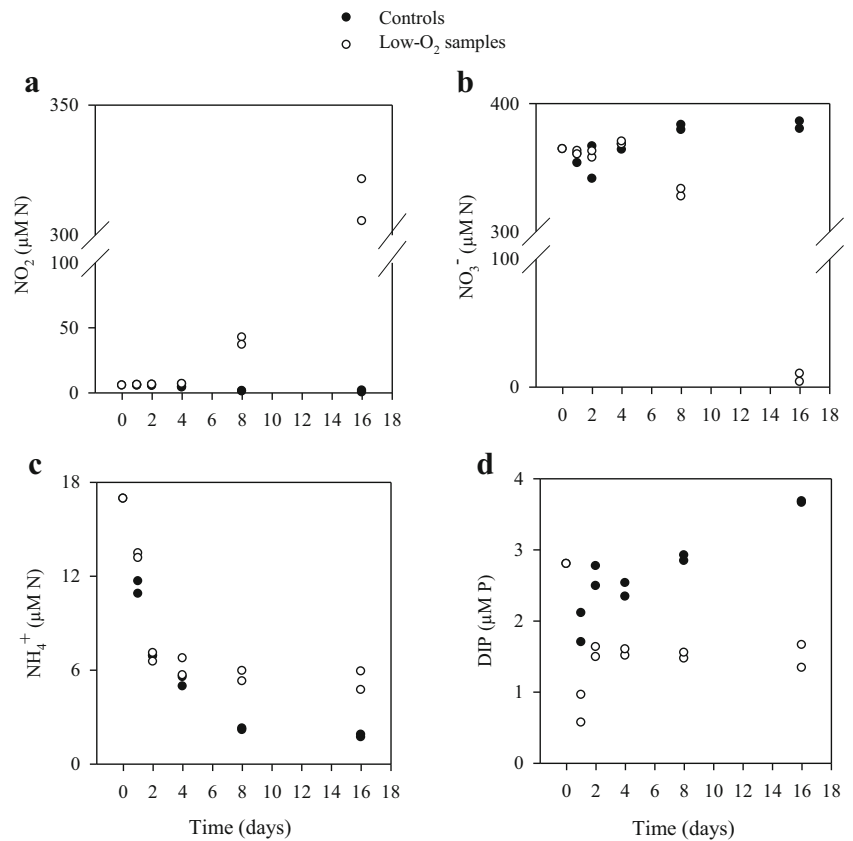 Controls
Low-O₂ samples
a
350
300
100
50
0
NO₂ (µM N)
0 2 4 6 8 10 12 14 16 18
b
400
300
100
0
NO₃⁻ (µM N)
0 2 4 6 8 10 12 14 16 18
c
18
12
6
0
NH₄⁺ (µM N)
0 2 4 6 8 10 12 14 16 18
Time (days)
d
4
3
2
1
0
DIP (µM P)
0 2 4 6 8 10 12 14 16 18
Time (days)